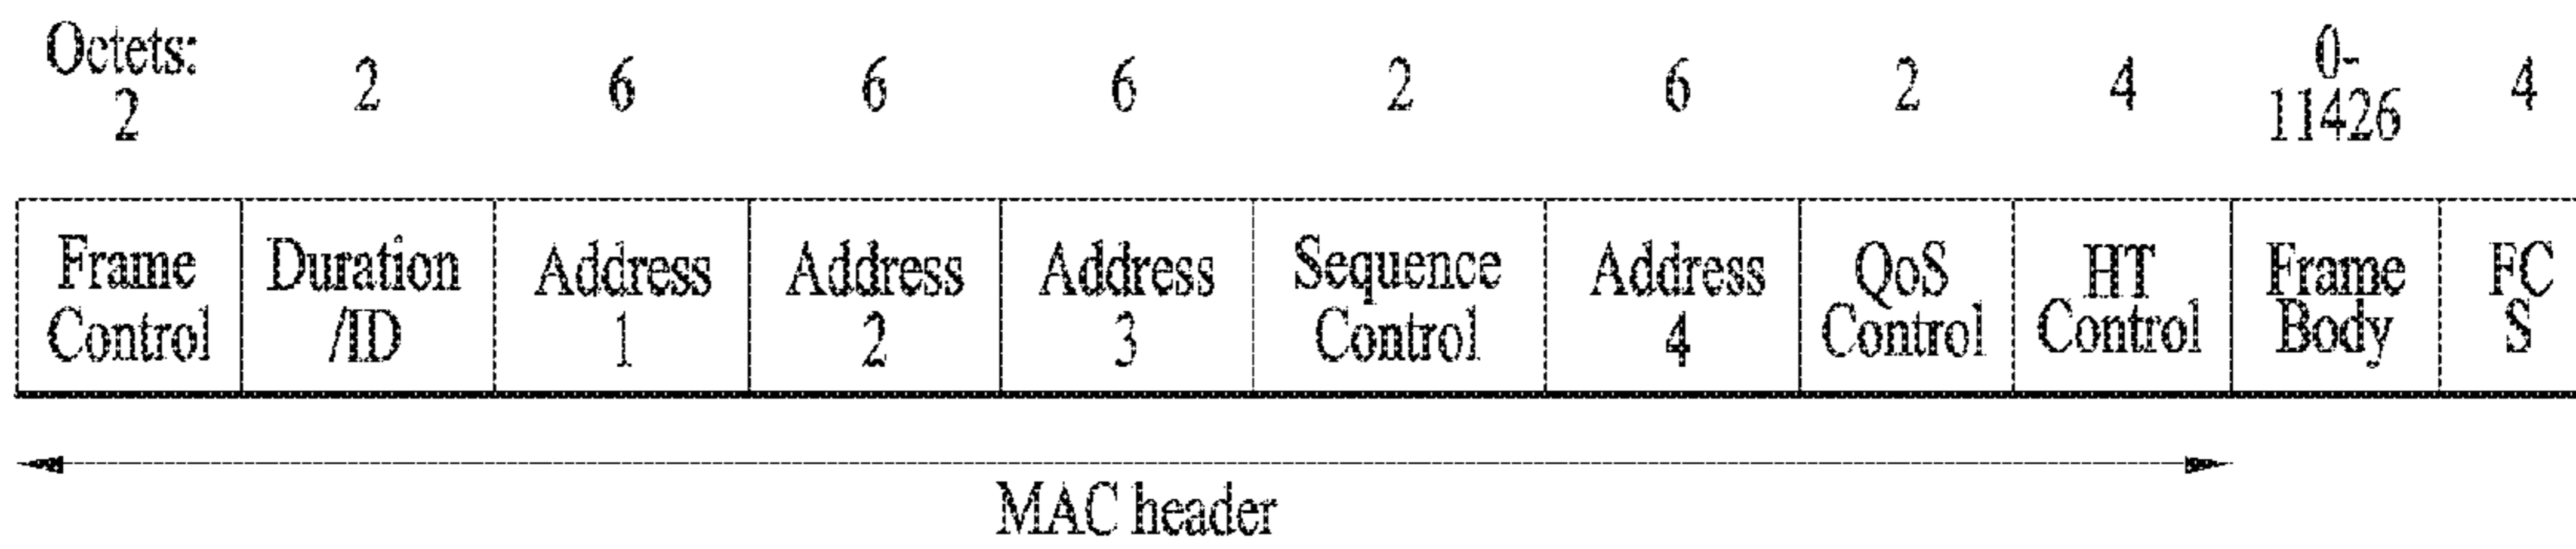 Octets:
2 2 6 6 6 2 6 2 4 0-
11426 4
Frame
Control
Duration
/ID
Address
1
Address
2
Address
3
Sequence
Control
Address
4
QoS
Control
HT
Control
Frame
Body
FC
S
MAC header